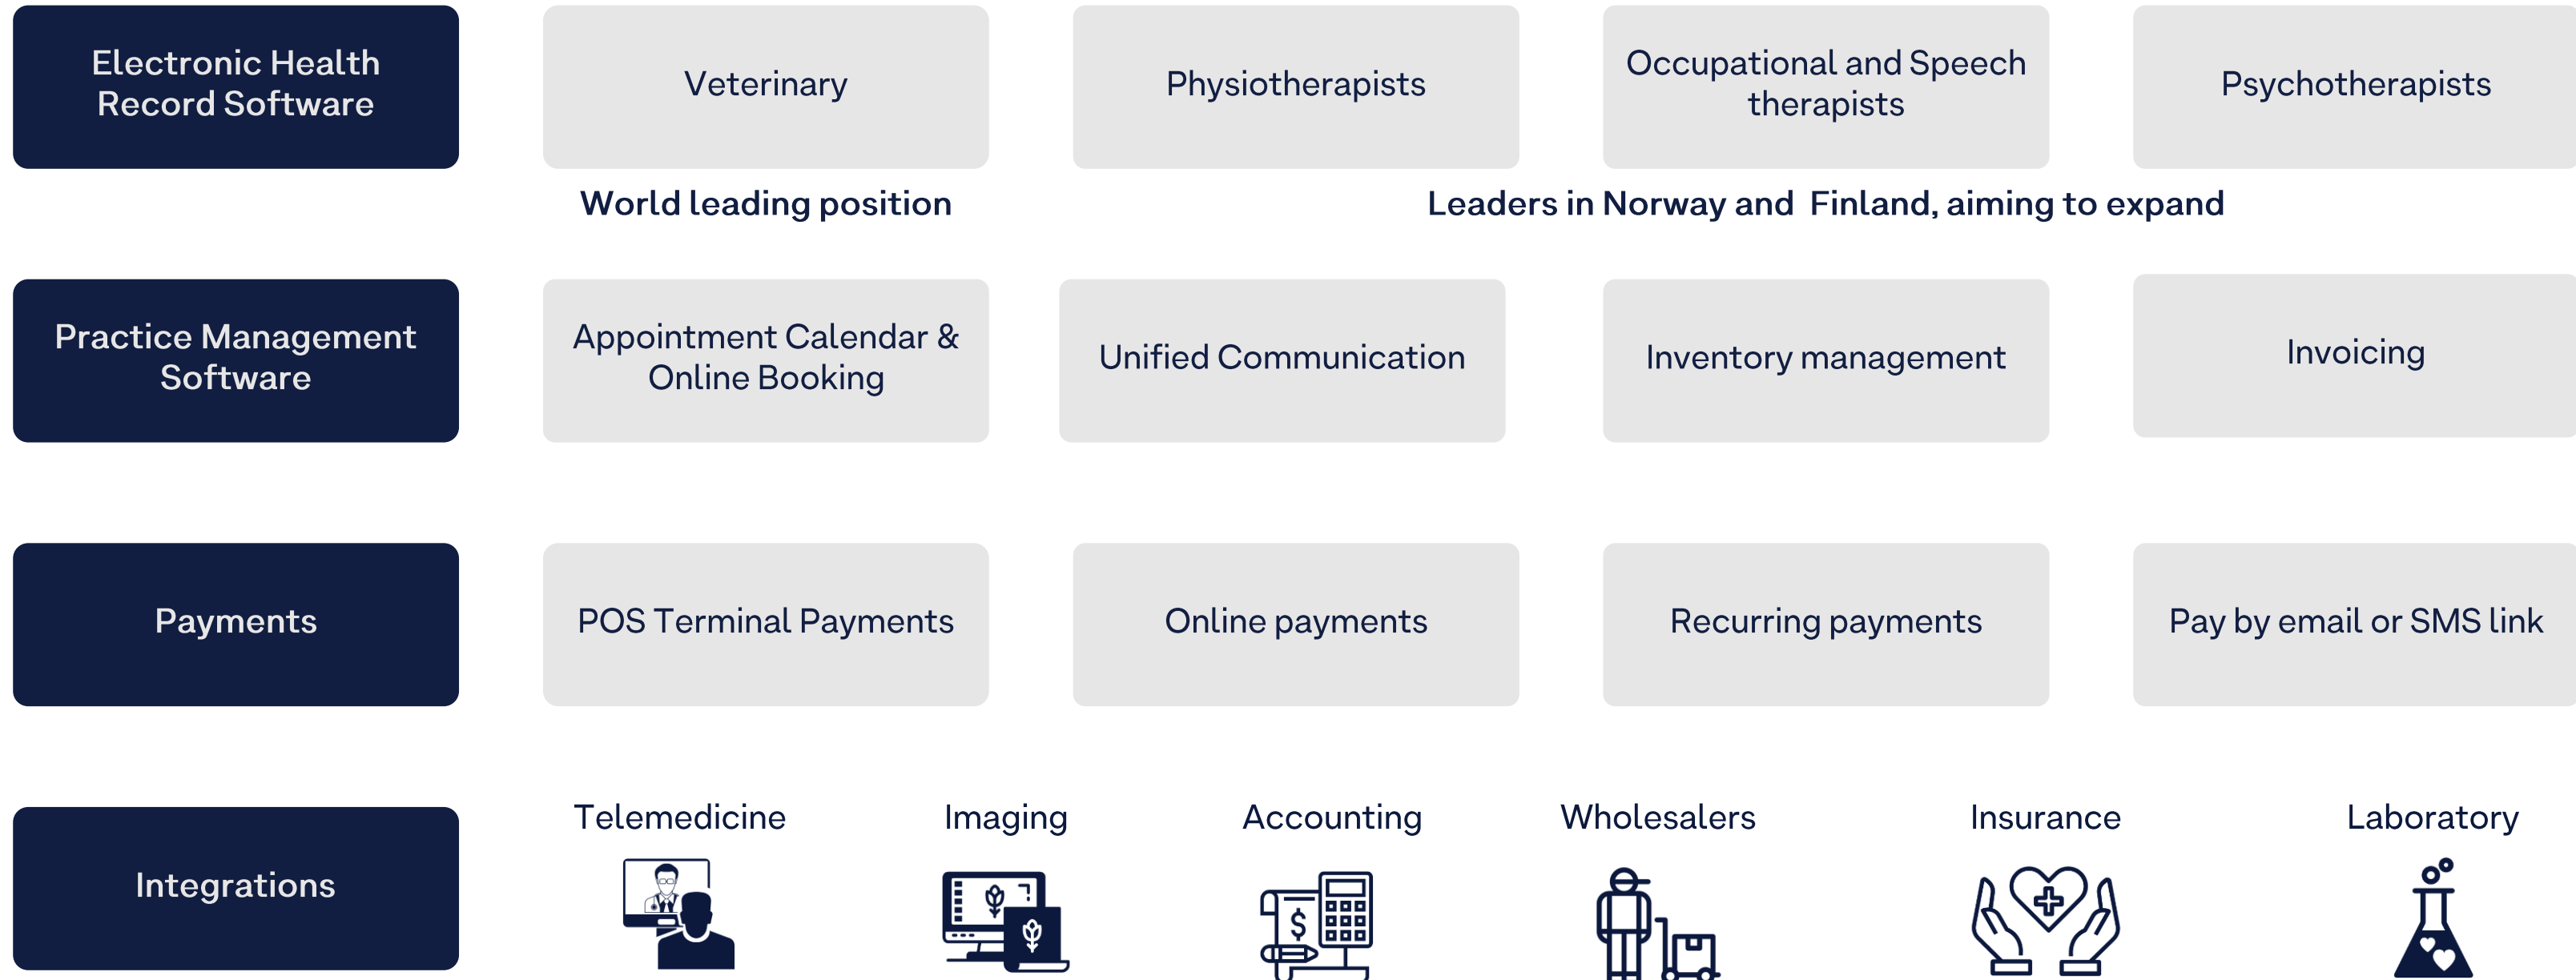 Electronic Health
Record Software
Veterinary
Physiotherapists
Occupational and Speech
therapists
Psychotherapists
World leading position
Leaders in Norway and  Finland, aiming to expand
Practice Management
Software
Appointment Calendar &
Online Booking
Unified Communication
Inventory management
Invoicing
Payments
POS Terminal Payments
Online payments
Recurring payments
Pay by email or SMS link
Integrations
Telemedicine
Imaging
Accounting
Wholesalers
Insurance
Laboratory
$